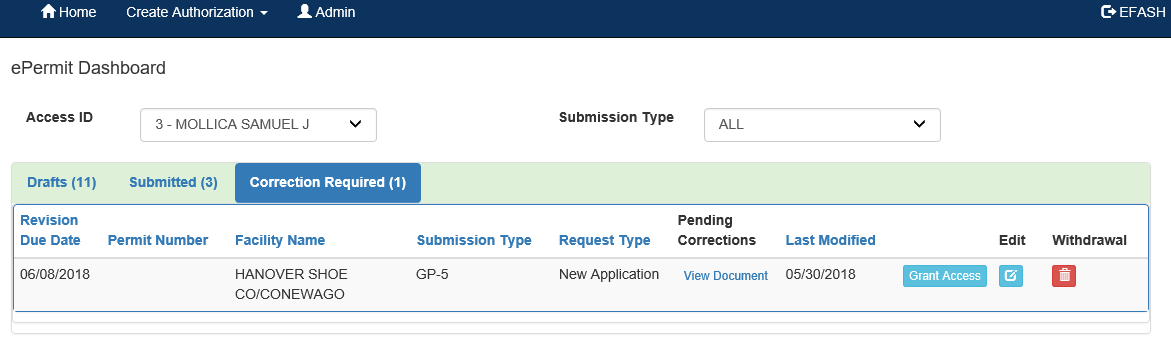 Home Create Authorization Admin EFASH
ePermit Dashboard
Access ID 3 - MOLLICA SAMUEL J Submission Type ALL
Drafts (11) Submitted (3) Correction Required (1)
Revision Due Date Permit Number Facility Name Submission Type Request Type Pending Corrections Last Modified Edit Withdrawal
06/08/2018 HANOVER SHOE CO/CONEWAGO GP-5 New Application View Document 05/30/2018 Grant Access